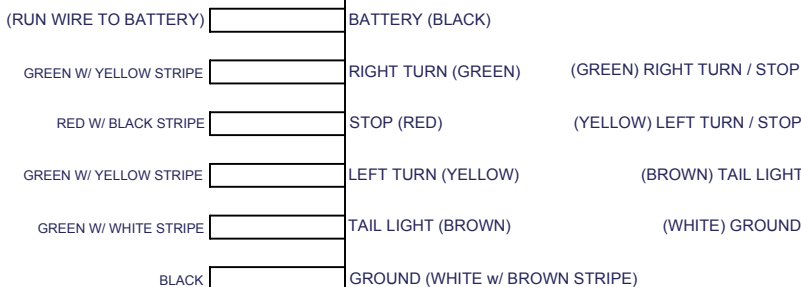 (RUN WIRE TO BATTERY) BATTERY (BLACK)
GREEN W/ YELLOW STRIPE RIGHT TURN (GREEN) (GREEN) RIGHT TURN / STOP
RED W/ BLACK STRIPE STOP (RED) (YELLOW) LEFT TURN / STOP
GREEN W/ YELLOW STRIPE LEFT TURN (YELLOW) (BROWN) TAIL LIGHT
GREEN W/ WHITE STRIPE TAIL LIGHT (BROWN) (WHITE) GROUND
BLACK GROUND (WHITE w/ BROWN STRIPE)